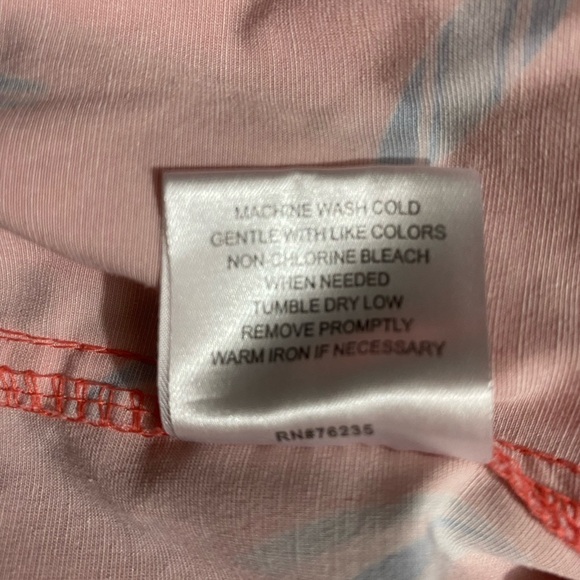 MACHINE WASH COLD
GENTLE WITH LIKE COLORS
NON-CHLORINE BLEACH
WHEN NEEDED
TUMBLE DRY LOW
REMOVE PROMPTLY
WARM IRON IF NECESSARY
RN#76235